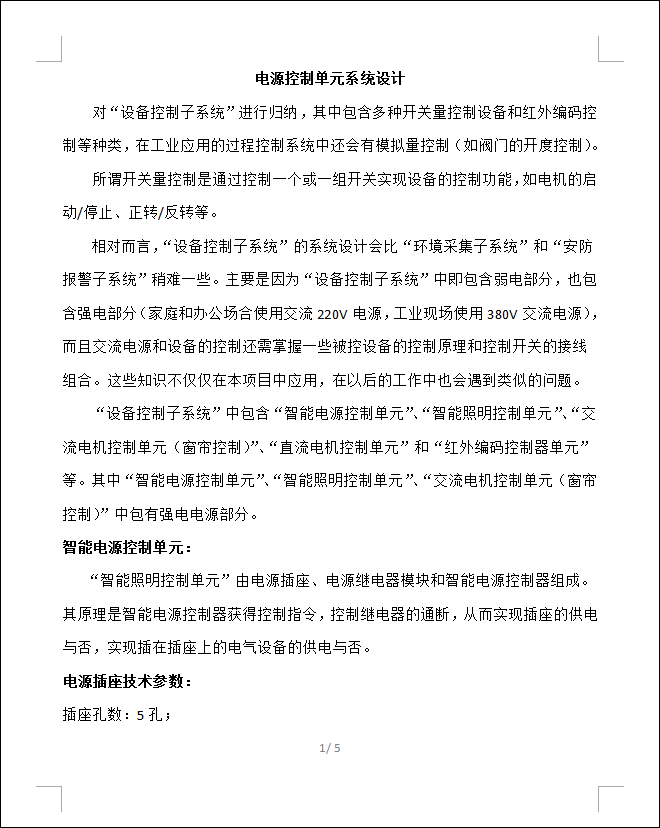 电源控制单元系统设计
对“设备控制子系统”进行归纳，其中包含多种开关量控制设备和红外编码控
制等种类，在工业应用的过程控制系统中还会有模拟量控制（如阀门的开度控制）。
所谓开关量控制是通过控制一个或一组开关实现设备的控制功能，如电机的启
动/停止、正转/反转等。
相对而言，“设备控制子系统”的系统设计会比“环境采集子系统”和“安防
报警子系统”稍难一些。主要是因为“设备控制子系统”中即包含弱电部分，也包
含强电部分（家庭和办公场合使用交流 220V 电源，工业现场使用 380V 交流电源），
而且交流电源和设备的控制还需掌握一些被控设备的控制原理和控制开关的接线
组合。这些知识不仅仅在本项目中应用，在以后的工作中也会遇到类似的问题。
“设备控制子系统”中包含“智能电源控制单元”、“智能照明控制单元”、“交
流电机控制单元（窗帘控制）”、“直流电机控制单元”和“红外编码控制器单元”
等。其中“智能电源控制单元”、“智能照明控制单元”、“交流电机控制单元（窗帘
控制）”中包有强电电源部分。
智能电源控制单元：
“智能照明控制单元”由电源插座、电源继电器模块和智能电源控制器组成。
其原理是智能电源控制器获得控制指令，控制继电器的通断，从而实现插座的供电
与否，实现插在插座上的电气设备的供电与否。
电源插座技术参数：
插座孔数：5 孔；
1/ 5